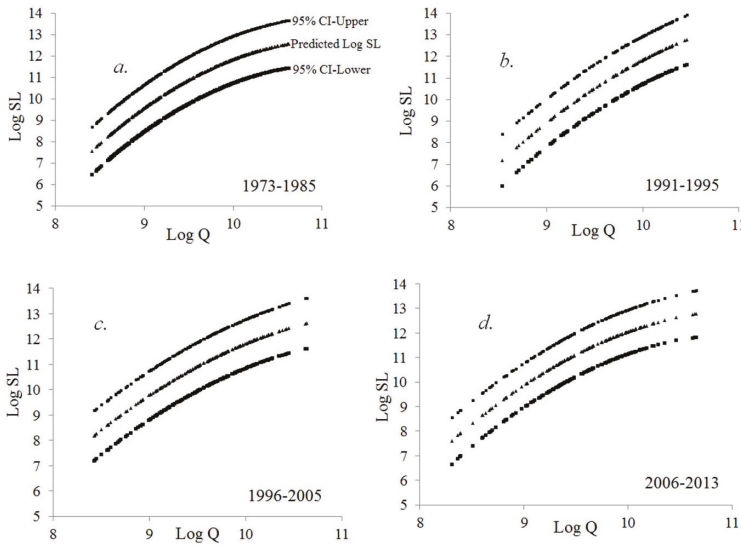 14
13
12
11
10
9
8
7
6
5
Log SL
a.
95% CI-Upper
Predicted Log SL
95% CI-Lower
1973-1985
8 9 10 11
Log Q
14
13
12
11
10
9
8
7
6
5
Log SL
b.
1991-1995
8 9 10 11
Log Q
14
13
12
11
10
9
8
7
6
5
Log SL
c.
1996-2005
8 9 10 11
Log Q
14
13
12
11
10
9
8
7
6
5
Log SL
d.
2006-2013
8 9 10 11
Log Q